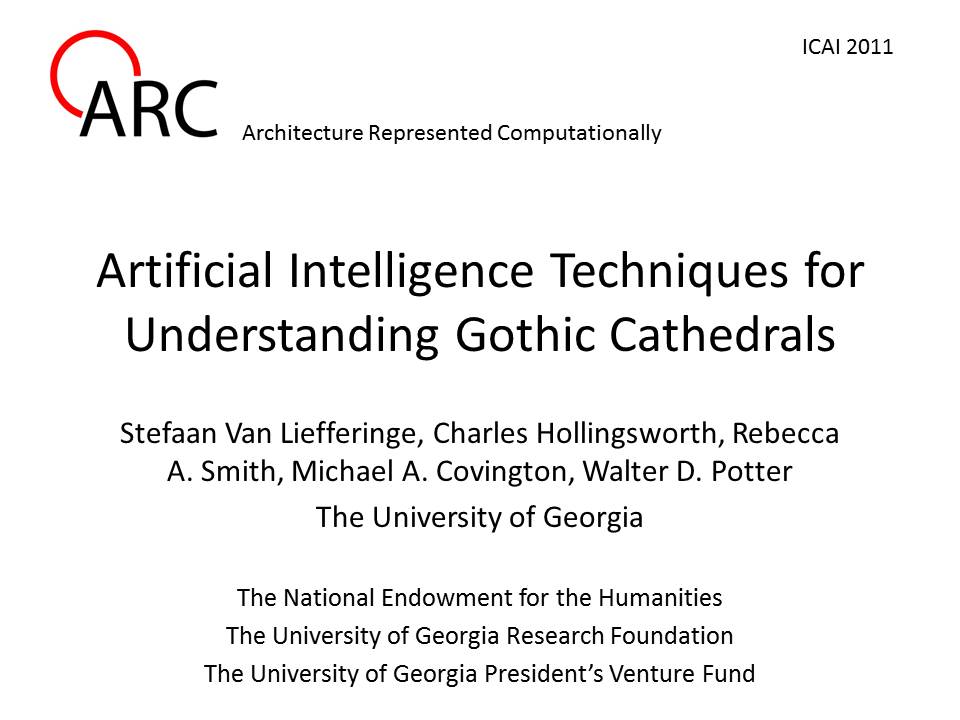 ICAI 2011
ARC
Architecture Represented Computationally
Artificial Intelligence Techniques for
Understanding Gothic Cathedrals
Stefaan Van Liefferinge, Charles Hollingsworth, Rebecca
A. Smith, Michael A. Covington, Walter D. Potter
The University of Georgia
The National Endowment for the Humanities
The University of Georgia Research Foundation
The University of Georgia President’s Venture Fund